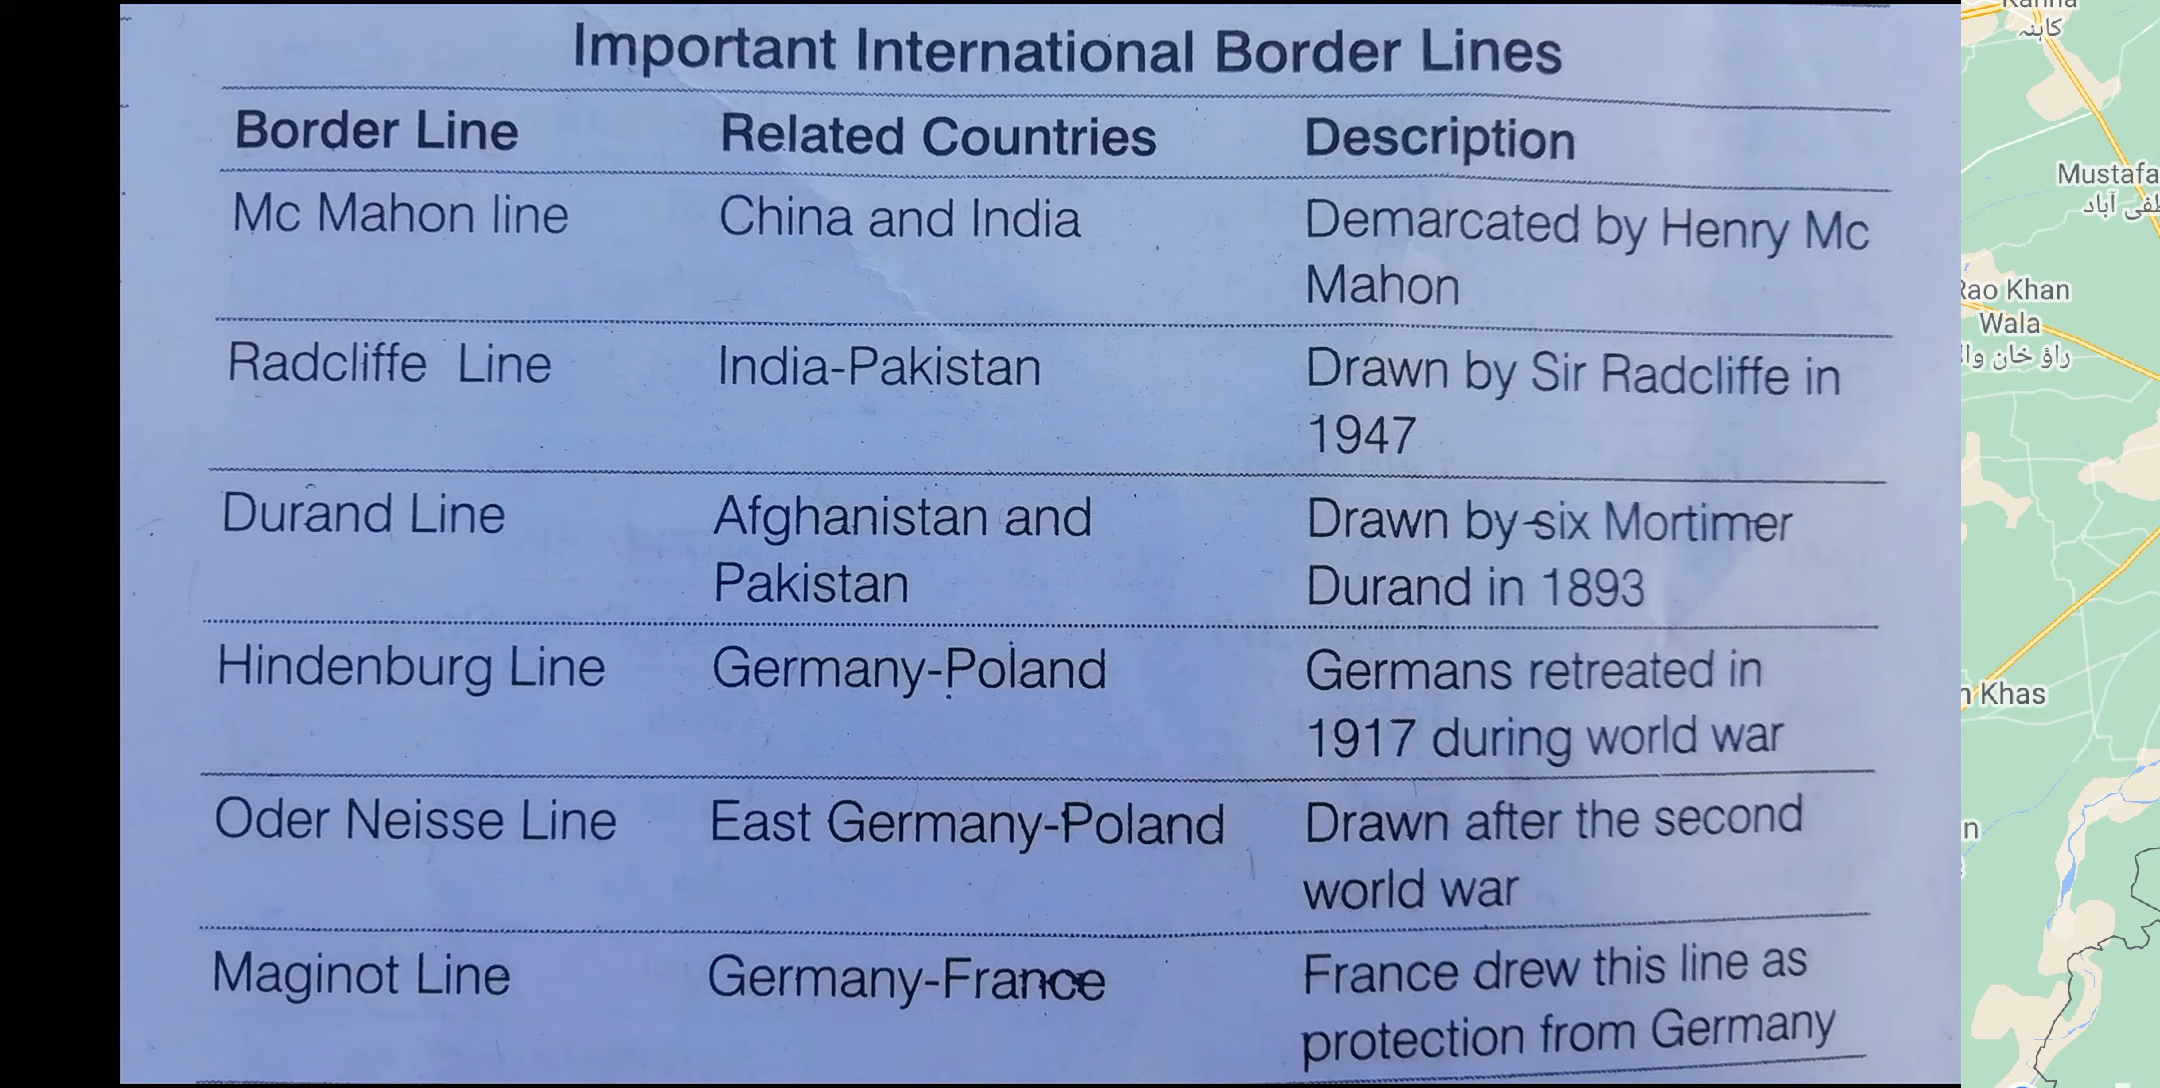 Important International Border Lines
Border Line Related Countries Description
Mc Mahon line China and India Demarcated by Henry Mc
Mahon
Radcliffe Line India-Pakistan Drawn by Sir Radcliffe in
1947
Durand Line Afghanistan and Drawn by six Mortimer
Pakistan Durand in 1893
Hindenburg Line Germany-Poland Germans retreated in
1917 during world war
Oder Neisse Line East Germany-Poland Drawn after the second
world war
Maginot Line Germany-France France drew this line as
protection from Germany
کاہنہ
Mustafa
Rao Khan
Wala
راؤ خان وا
Khas
n